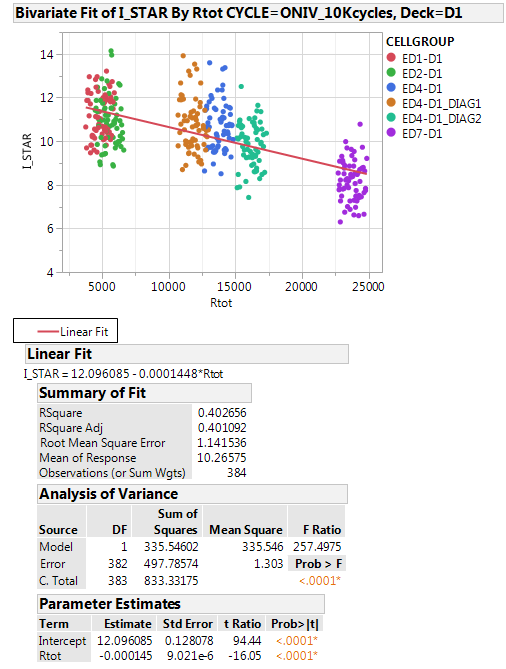 Bivariate Fit of I_STAR By Rtot CYCLE=ONIV_10Kcycles, Deck=D1
CELLGROUP
ED1-D1
ED2-D1
ED4-D1
ED4-D1_DIAG1
ED4-D1_DIAG2
ED7-D1
14
12
10
8
6
4
I_STAR
5000 10000 15000 20000 25000
Rtot
Linear Fit
Linear Fit
I_STAR = 12.096085 - 0.0001448*Rtot
Summary of Fit
RSquare 0.402656
RSquare Adj 0.401092
Root Mean Square Error 1.141536
Mean of Response 10.26575
Observations (or Sum Wgts) 384
Analysis of Variance
Sum of
Source DF Squares Mean Square F Ratio
Model 1 335.54602 335.546 257.4975
Error 382 497.78574 1.303 Prob > F
C. Total 383 833.33175 <.0001*
Parameter Estimates
Term Estimate Std Error t Ratio Prob>|t|
Intercept 12.096085 0.128078 94.44 <.0001*
Rtot -0.000145 9.021e-6 -16.05 <.0001*